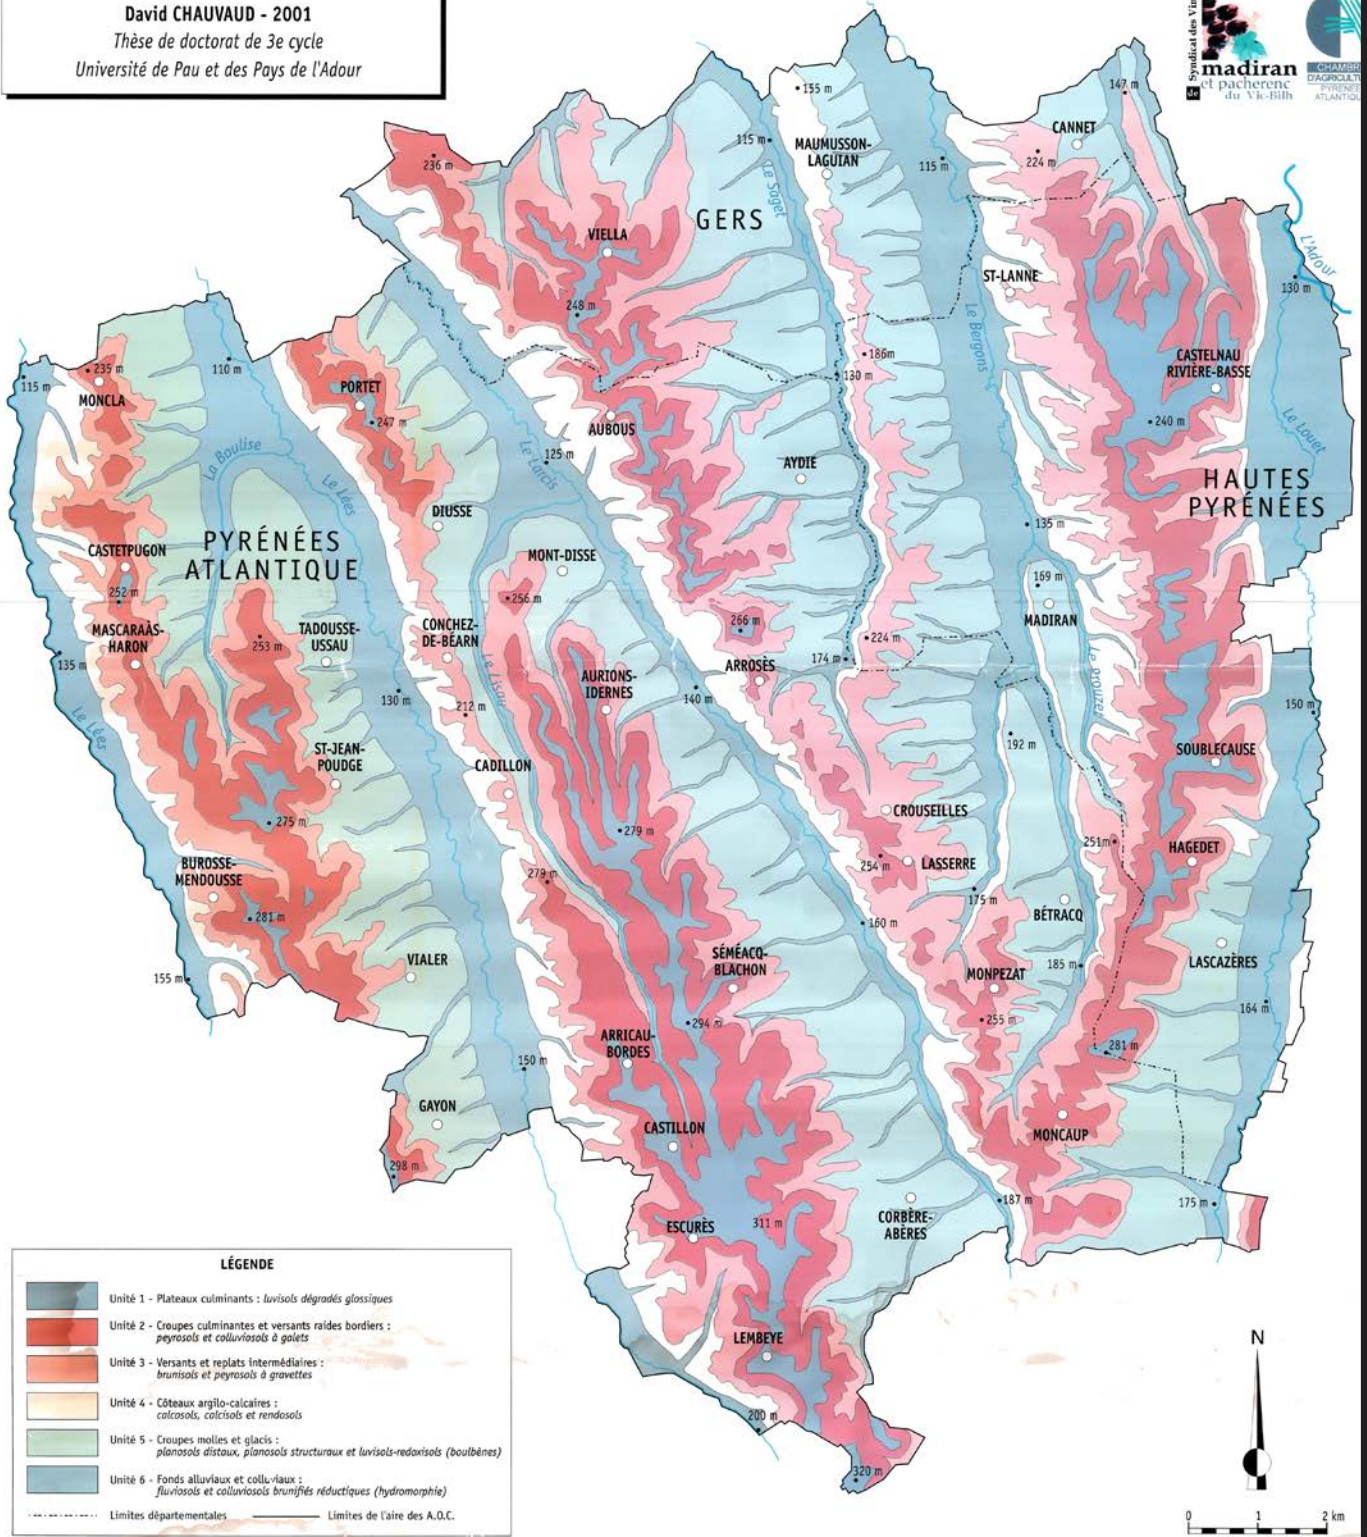 David CHAUVAUD - 2001
Thèse de doctorat de 3e cycle
Université de Pau et des Pays de l'Adour
de
Syndicat des Vin
madiran
et pacherenc
du Vic-Bilh
CHAMBR
D'AGRICULTU
PYRÉNÉE
ATLANTIQU
155 m
147 m
CANNET
115 m
MAUMUSSON-
LAGUIAN
115 m
224 m
236 m
Le Saget
GERS
VIELLA
L'Adour
ST-LANNE
130 m
248 m
Le Bergons
186m
130 m
CASTELNAU
RIVIÈRE-BASSE
115 m
235 m
MONCLA
110 m
PORTET
247 m
AUBOUS
240 m
Le Louet
La Boulise
Le Lées
Le Larcis
125 m
AYDIE
HAUTES
PYRÉNÉES
DIUSSE
135 m
PYRÉNÉES
ATLANTIQUE
CASTETPUGON
MONT-DISSE
169 m
252 m
256 m
266 m
MADIRAN
MASCARAÀS-
HARON
253 m
TADOUSSE-
USSAU
CONCHEZ-
DE-BÉARN
224 m
135 m
174 m
ARROSÈS
AURIONS-
IDERNES
Le Lées
130 m
212 m
140 m
150 m
192 m
ST-JEAN-
POUDGE
CADILLON
SOUBLECAUSE
275 m
279 m
CROUSEILLES
251m
HAGEDET
BUROSSE-
MENDOUSSE
279 m
254 m
LASSERRE
175 m
BÉTRACQ
281 m
160 m
VIALER
SÉMÉACQ-
BLACHON
MONPEZAT
185 m
LASCAZÈRES
155 m
164 m
294 m
255 m
ARRICAU-
BORDES
281 m
150 m
GAYON
CASTILLON
MONCAUP
298 m
187 m
175 m
ESCURÈS
311 m
CORBÈRE-
ABÈRES
LEMBEYE
200 m
320 m
N
0 1 2 km
LÉGENDE
Unité 1 - Plateaux culminants : luvisols dégradés glossiques
Unité 2 - Croupes culminantes et versants raides bordiers :
peyrosols et colluviosols à galets
Unité 3 - Versants et replats intermédiaires :
brunisols et peyrosols à gravettes
Unité 4 - Côteaux argilo-calcaires :
calcosols, calcisols et rendosols
Unité 5 - Croupes molles et glacis :
planosols distaux, planosols structuraux et luvisols-redoxisols (boulbènes)
Unité 6 - Fonds alluviaux et colluviaux :
fluviosols et colluviosols brunifiés réductiques (hydromorphie)
Limites départementales
Limites de l'aire des A.O.C.